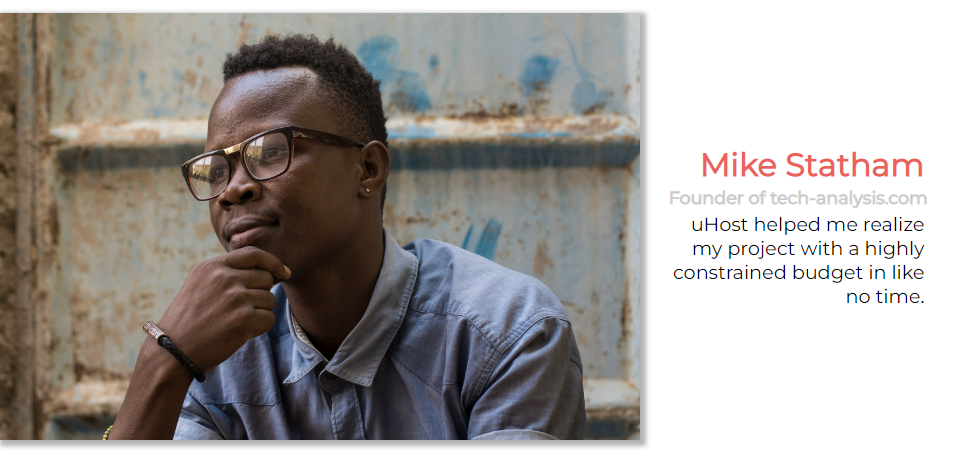 Mike Statham
Founder of tech-analysis.com
uHost helped me realize
my project with a highly
constrained budget in like
no time.